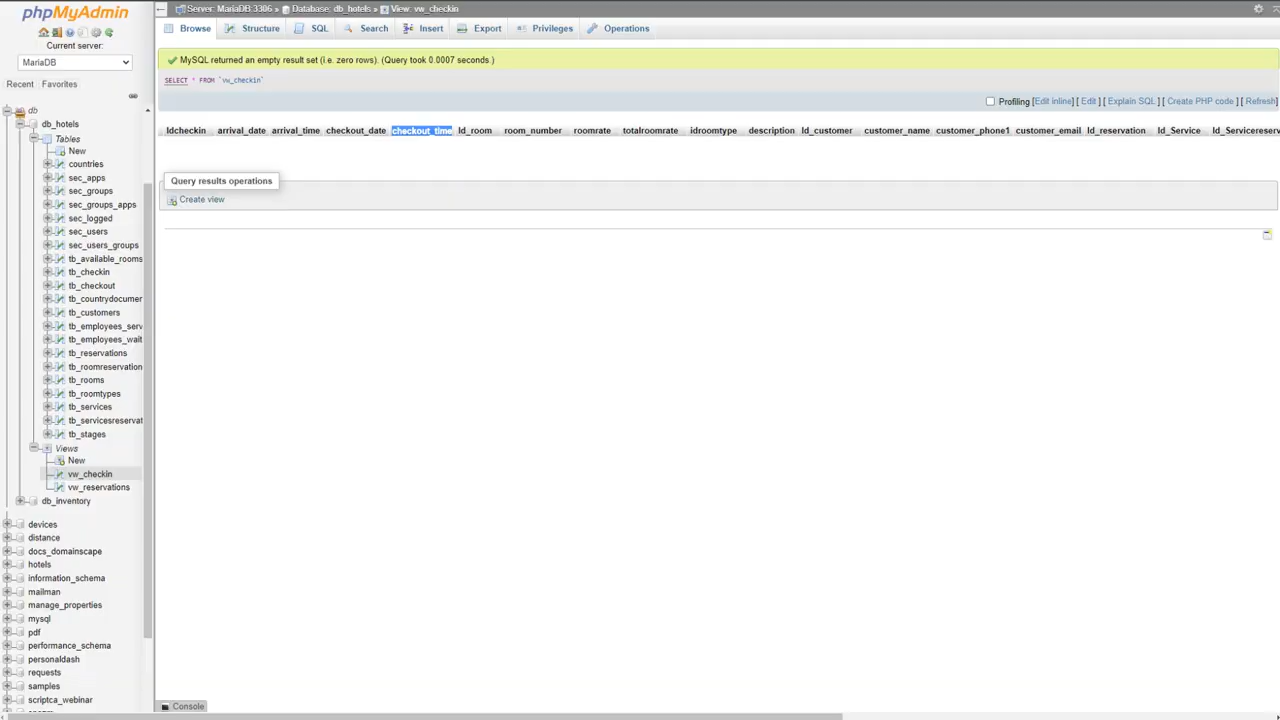 phpMyAdmin
Current server:
MariaDB
Recent Favorites
db
db_hotels
Tables
New
countries
sec_apps
sec_groups
sec_groups_apps
sec_logged
sec_users
sec_users_groups
tb_available_rooms
tb_checkin
tb_checkout
tb_countrydocumer
tb_customers
tb_employees_serv
tb_employees_wait
tb_reservations
tb_roomreservation
tb_rooms
tb_roomtypes
tb_services
tb_servicesreservat
tb_stages
Views
New
vw_checkin
vw_reservations
db_inventory
devices
distance
docs_domainscape
hotels
information_schema
mailman
manage_properties
mysql
pdf
performance_schema
personaldash
requests
samples
scriptca_webinar
Server: MariaDB:3306 » Database: db_hotels » View: vw_checkin
Browse Structure SQL Search Insert Export Privileges Operations
MySQL returned an empty result set (i.e. zero rows). (Query took 0.0007 seconds.)
SELECT * FROM `vw_checkin`
Profiling [Edit inline] [ Edit ] [ Explain SQL ] [ Create PHP code ] [ Refresh]
Idcheckin arrival_date arrival_time checkout_date checkout_time Id_room room_number roomrate totalroomrate idroomtype description Id_customer customer_name customer_phone1 customer_email Id_reservation Id_Service Id_Servicereserv
Query results operations
Create view
Console